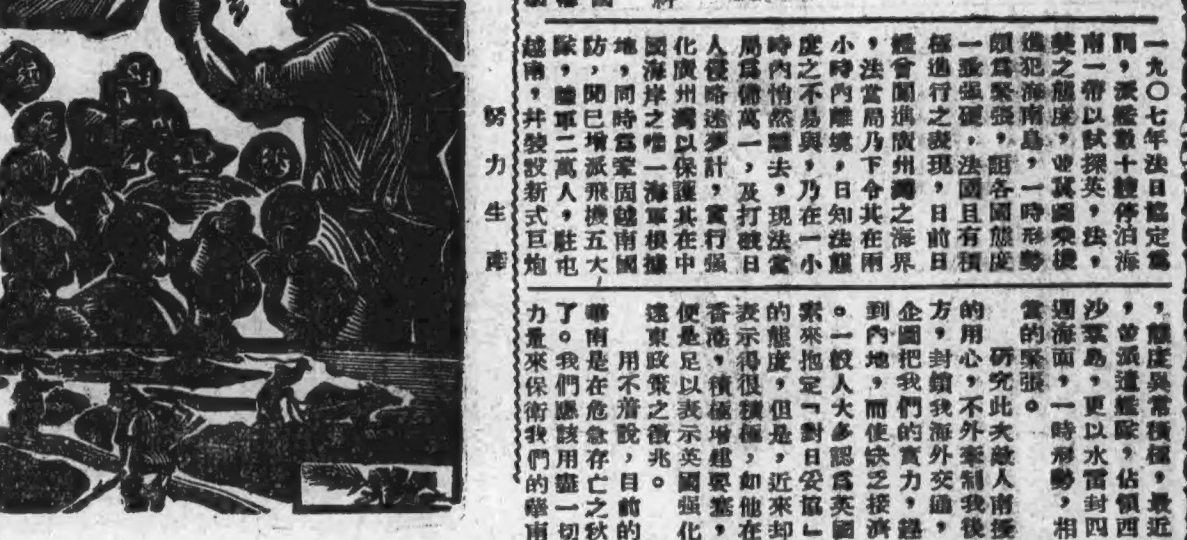 一九〇七年法日協定當
間，派艦數十艘停泊海
南一帶以試探英，法，
美之態度，並冀圖乘機
進犯海南島，一時形勢
頗爲緊張，詎各國態度
一致强硬，法國且有積
極進行之表現，日前日
艦曾闖進廣州灣之海界
，法當局乃下令其在兩
小時內離境，日知法態
度之不易與，乃在一小
時內悄然離去，現法當
局爲備萬一，及打破日
人侵略迷夢計，實行强
化廣州灣以保護其在中
國海岸之唯一海軍根據
地，同時爲鞏固越南國
防，聞已增派飛機五大
隊，陸軍二萬人，駐屯
越南，幷裝設新式巨炮
，態度異常積極，最近
，並派遣艦隊，佔領西
沙羣島，更以水雷封四
週海面，一時形勢，相
當的緊張。
研究此次敵人南侵
的用心，不外牽制我後
方，封鎖我海外交通，
企圖把我們的實力，趕
到內地，而使缺乏接濟
。一般人大多認爲英國
素來抱定「對日妥協」
的態度，但是，近來却
表示得很積極，如他在
香港，積極增建要塞，
便是足以表示英國强化
遠東政策之徵兆。
用不着說，目前的
華南是在危急存亡之秋
了。我們應該用盡一切
力量來保衛我們的華南
努力生產